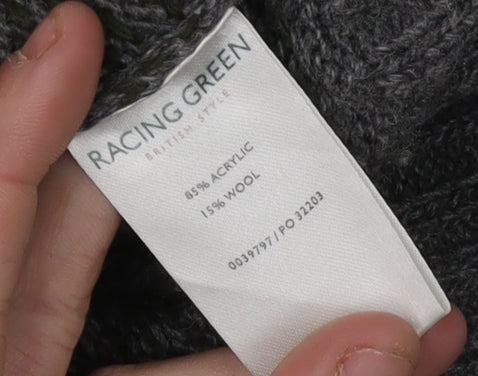 RACING GREEN
BRITISH STYLE
85% ACRYLIC
15% WOOL
0039797 / PO 32203